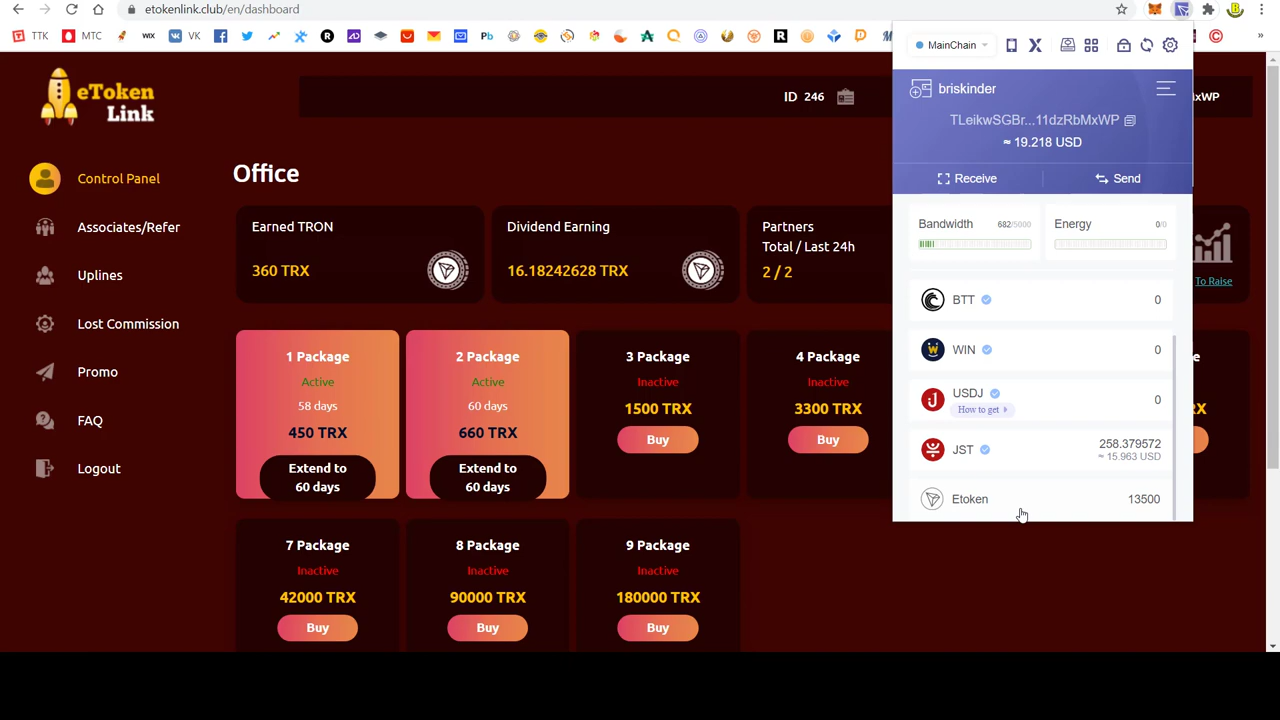 etokenlink.club/en/dashboard
TTK
МТС
WIX
VK
Pb
eToken
Link
ID 246
xWP
Control Panel
Associates/Refer
Uplines
Lost Commission
Promo
FAQ
Logout
Office
Earned TRON
360 TRX
Dividend Earning
16.18242628 TRX
Partners
Total / Last 24h
2 / 2
To Raise
1 Package
Active
58 days
450 TRX
Extend to
60 days
2 Package
Active
60 days
660 TRX
Extend to
60 days
3 Package
Inactive
1500 TRX
Buy
4 Package
Inactive
3300 TRX
Buy
7 Package
Inactive
42000 TRX
Buy
8 Package
Inactive
90000 TRX
Buy
9 Package
Inactive
180000 TRX
Buy
MainChain
briskinder
TLeikwSGBr...11dzRbMxWP
≈ 19.218 USD
Receive
Send
Bandwidth 682/5000
Energy 0/0
BTT 0
WIN 0
USDJ 0
How to get
JST 258.379572
≈ 15.963 USD
Etoken 13500